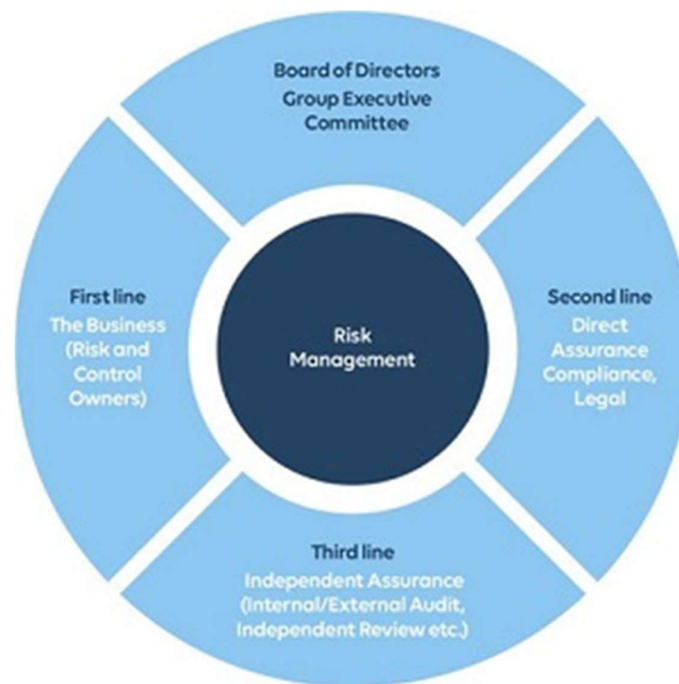 Board of Directors
Group Executive
Committee
First line
The Business
(Risk and
Control
Owners)
Risk
Management
Second line
Direct
Assurance
Compliance,
Legal
Third line
Independent Assurance
(Internal/External Audit,
Independent Review etc.)